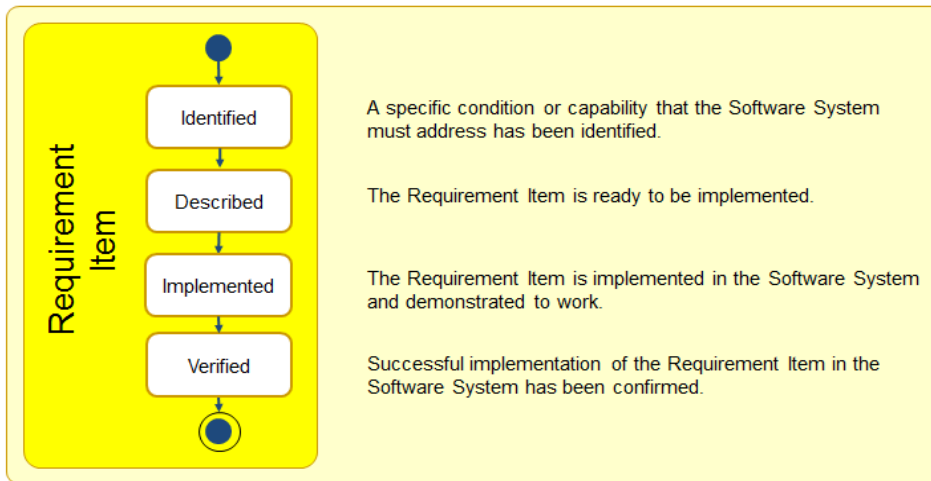 Requirement
Item
Identified
A specific condition or capability that the Software System
must address has been identified.
Described
The Requirement Item is ready to be implemented.
Implemented
The Requirement Item is implemented in the Software System
and demonstrated to work.
Verified
Successful implementation of the Requirement Item in the
Software System has been confirmed.